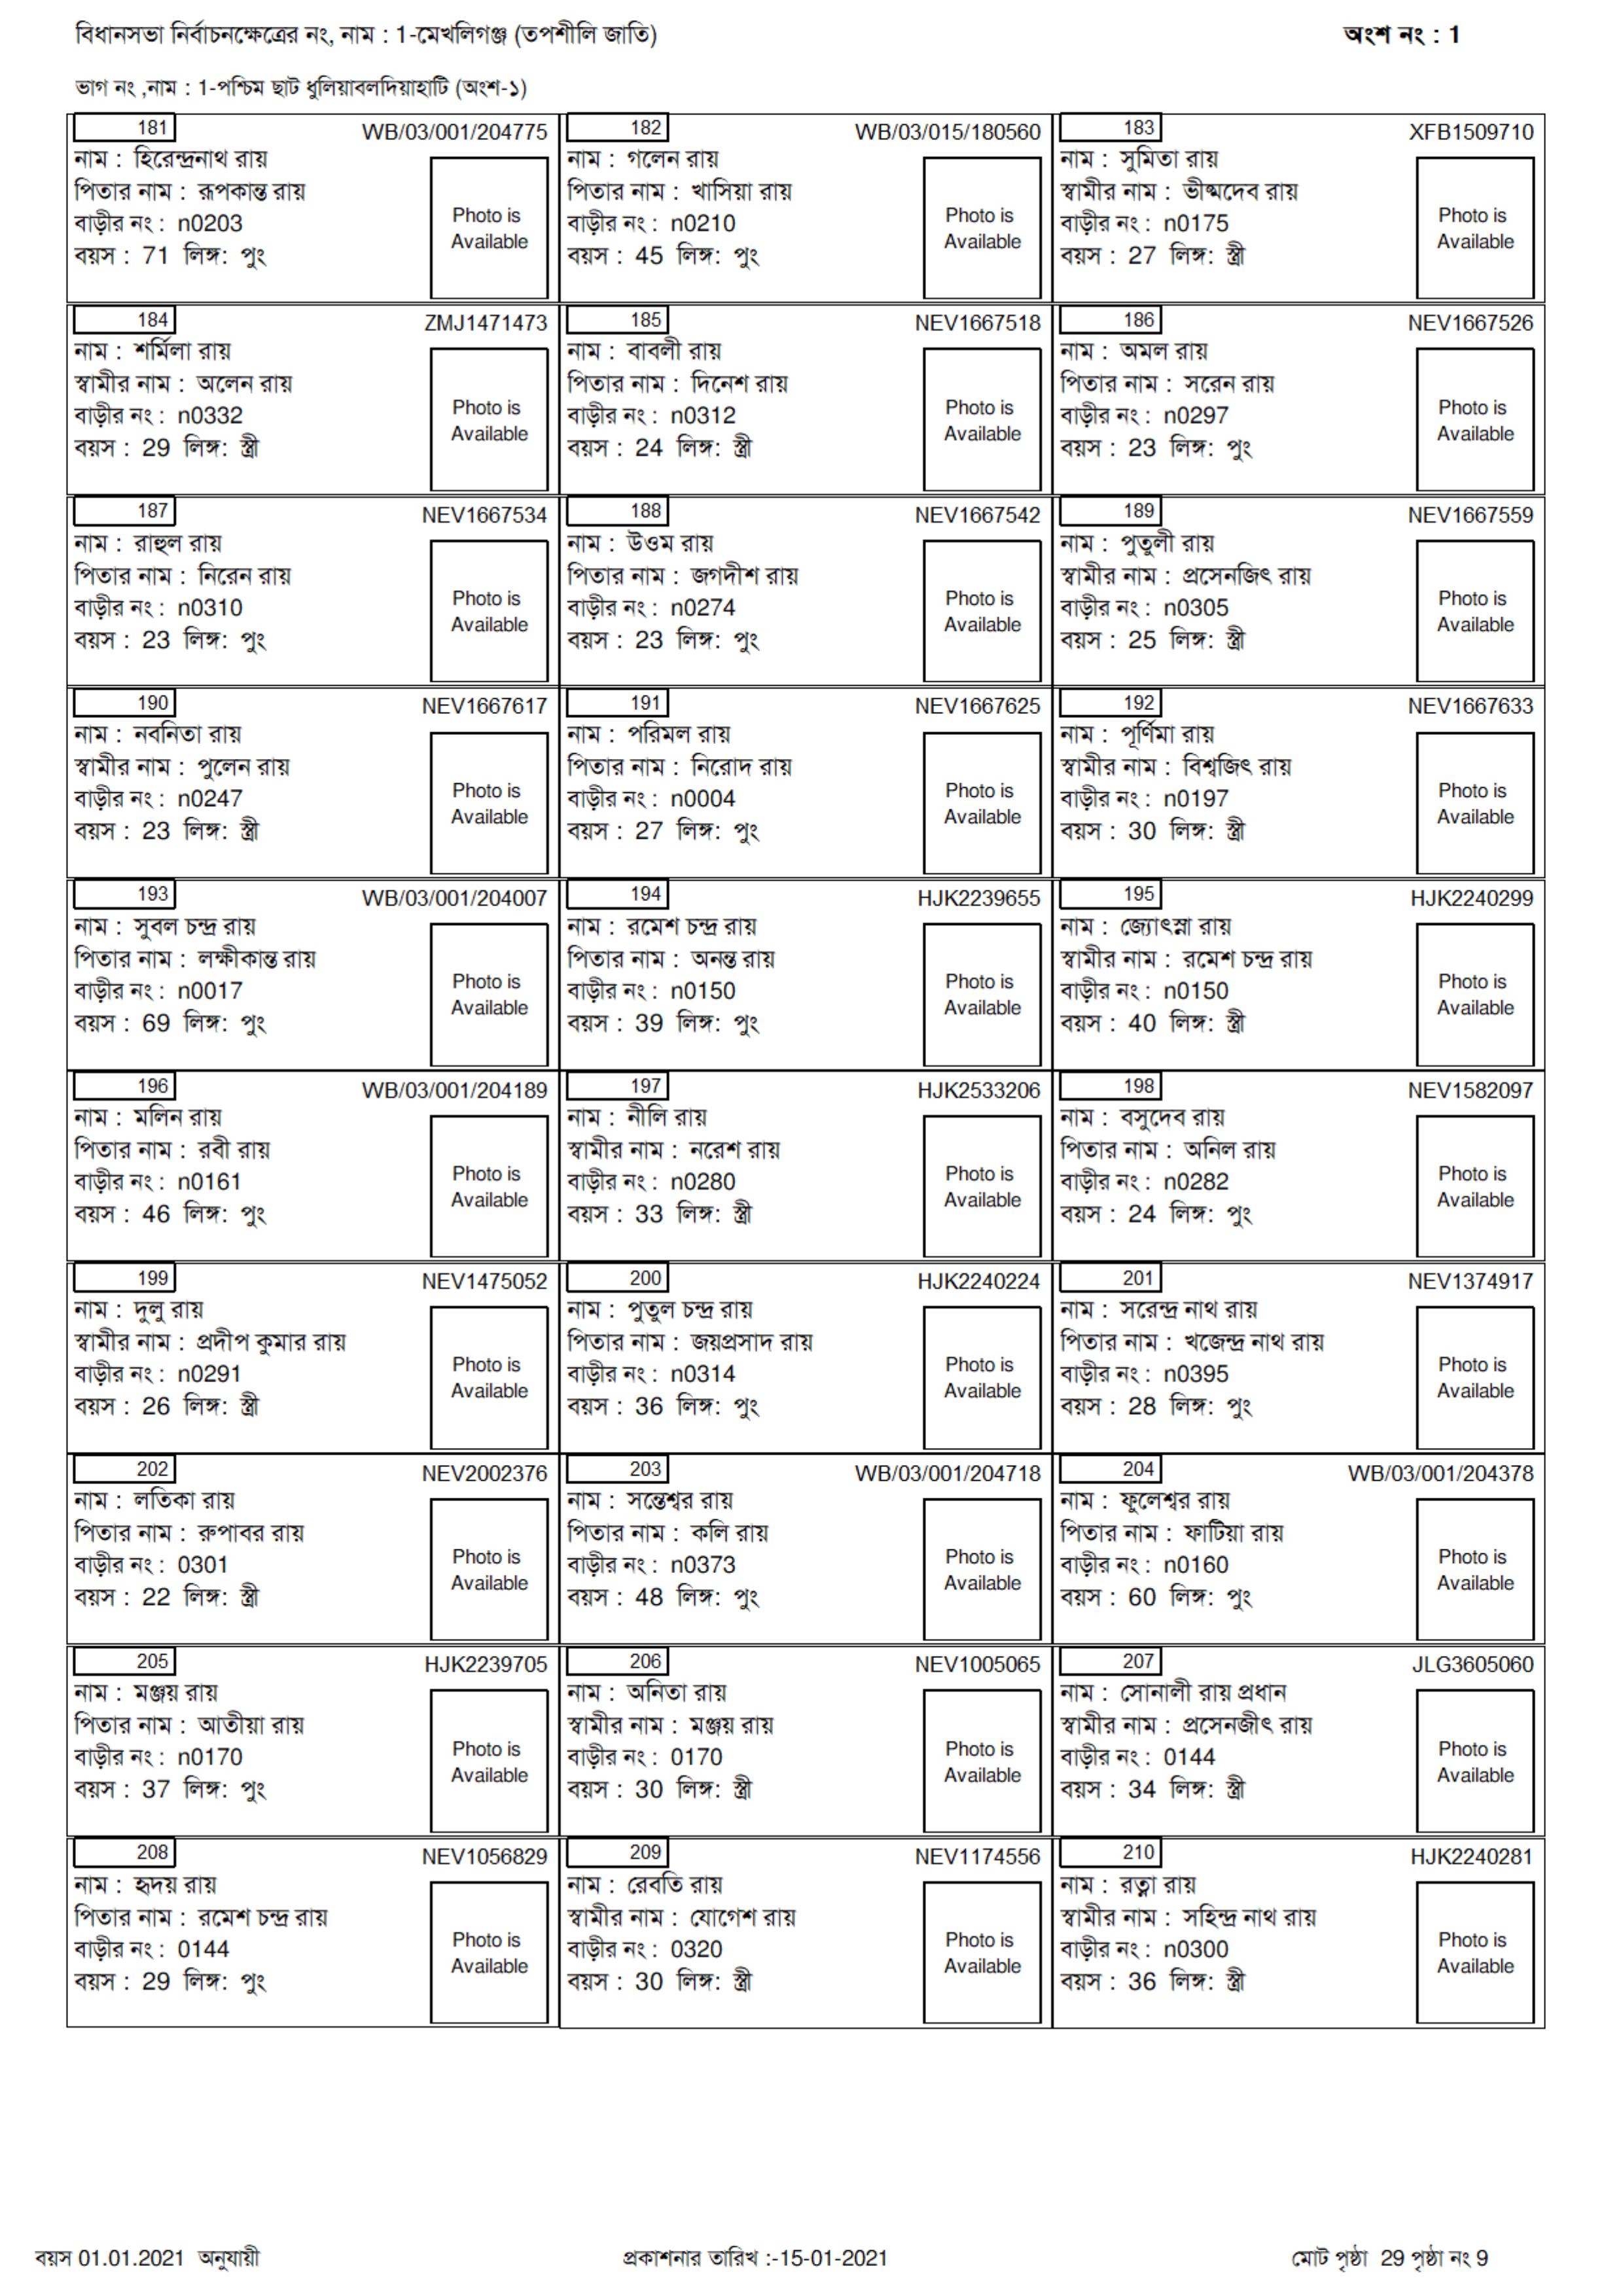 বিধানসভা নির্বাচনক্ষেত্রের নং, নাম : 1-মেখলিগঞ্জ (তপশীলি জাতি)
অংশ নং : 1
ভাগ নং ,নাম : 1-পশ্চিম ছাট ধুলিয়াবলদিয়াহাটি (অংশ-১)
181 WB/03/001/204775
নাম : হিরেন্দ্রনাথ রায়
পিতার নাম : রূপকান্ত রায়
বাড়ীর নং : n0203
বয়স : 71 লিঙ্গ: পুং
Photo is
Available
182 WB/03/015/180560
নাম : গলেন রায়
পিতার নাম : খাসিয়া রায়
বাড়ীর নং : n0210
বয়স : 45 লিঙ্গ: পুং
Photo is
Available
183 XFB1509710
নাম : সুমিতা রায়
স্বামীর নাম : ভীষ্মদেব রায়
বাড়ীর নং : n0175
বয়স : 27 লিঙ্গ: স্ত্রী
Photo is
Available
184 ZMJ1471473
নাম : শর্মিলা রায়
স্বামীর নাম : অলেন রায়
বাড়ীর নং : n0332
বয়স : 29 লিঙ্গ: স্ত্রী
Photo is
Available
185 NEV1667518
নাম : বাবলী রায়
পিতার নাম : দিনেশ রায়
বাড়ীর নং : n0312
বয়স : 24 লিঙ্গ: স্ত্রী
Photo is
Available
186 NEV1667526
নাম : অমল রায়
পিতার নাম : সরেন রায়
বাড়ীর নং : n0297
বয়স : 23 লিঙ্গ: পুং
Photo is
Available
187 NEV1667534
নাম : রাহুল রায়
পিতার নাম : নিরেন রায়
বাড়ীর নং : n0310
বয়স : 23 লিঙ্গ: পুং
Photo is
Available
188 NEV1667542
নাম : উওম রায়
পিতার নাম : জগদীশ রায়
বাড়ীর নং : n0274
বয়স : 23 লিঙ্গ: পুং
Photo is
Available
189 NEV1667559
নাম : পুতুলী রায়
স্বামীর নাম : প্রসেনজিৎ রায়
বাড়ীর নং : n0305
বয়স : 25 লিঙ্গ: স্ত্রী
Photo is
Available
190 NEV1667617
নাম : নবনিতা রায়
স্বামীর নাম : পুলেন রায়
বাড়ীর নং : n0247
বয়স : 23 লিঙ্গ: স্ত্রী
Photo is
Available
191 NEV1667625
নাম : পরিমল রায়
পিতার নাম : নিরোদ রায়
বাড়ীর নং : n0004
বয়স : 27 লিঙ্গ: পুং
Photo is
Available
192 NEV1667633
নাম : পূর্ণিমা রায়
স্বামীর নাম : বিশ্বজিৎ রায়
বাড়ীর নং : n0197
বয়স : 30 লিঙ্গ: স্ত্রী
Photo is
Available
193 WB/03/001/204007
নাম : সুবল চন্দ্র রায়
পিতার নাম : লক্ষীকান্ত রায়
বাড়ীর নং : n0017
বয়স : 69 লিঙ্গ: পুং
Photo is
Available
194 HJK2239655
নাম : রমেশ চন্দ্র রায়
পিতার নাম : অনন্ত রায়
বাড়ীর নং : n0150
বয়স : 39 লিঙ্গ: পুং
Photo is
Available
195 HJK2240299
নাম : জ্যোৎস্না রায়
স্বামীর নাম : রমেশ চন্দ্র রায়
বাড়ীর নং : n0150
বয়স : 40 লিঙ্গ: স্ত্রী
Photo is
Available
196 WB/03/001/204189
নাম : মলিন রায়
পিতার নাম : রবী রায়
বাড়ীর নং : n0161
বয়স : 46 লিঙ্গ: পুং
Photo is
Available
197 HJK2533206
নাম : নীলি রায়
স্বামীর নাম : নরেশ রায়
বাড়ীর নং : n0280
বয়স : 33 লিঙ্গ: স্ত্রী
Photo is
Available
198 NEV1582097
নাম : বসুদেব রায়
পিতার নাম : অনিল রায়
বাড়ীর নং : n0282
বয়স : 24 লিঙ্গ: পুং
Photo is
Available
199 NEV1475052
নাম : দুলু রায়
স্বামীর নাম : প্রদীপ কুমার রায়
বাড়ীর নং : n0291
বয়স : 26 লিঙ্গ: স্ত্রী
Photo is
Available
200 HJK2240224
নাম : পুতুল চন্দ্র রায়
পিতার নাম : জয়প্রসাদ রায়
বাড়ীর নং : n0314
বয়স : 36 লিঙ্গ: পুং
Photo is
Available
201 NEV1374917
নাম : সরেন্দ্র নাথ রায়
পিতার নাম : খজেন্দ্র নাথ রায়
বাড়ীর নং : n0395
বয়স : 28 লিঙ্গ: পুং
Photo is
Available
202 NEV2002376
নাম : লতিকা রায়
পিতার নাম : রুপাবর রায়
বাড়ীর নং : 0301
বয়স : 22 লিঙ্গ: স্ত্রী
Photo is
Available
203 WB/03/001/204718
নাম : সন্তেশ্বর রায়
পিতার নাম : কলি রায়
বাড়ীর নং : n0373
বয়স : 48 লিঙ্গ: পুং
Photo is
Available
204 WB/03/001/204378
নাম : ফুলেশ্বর রায়
পিতার নাম : ফাটিয়া রায়
বাড়ীর নং : n0160
বয়স : 60 লিঙ্গ: পুং
Photo is
Available
205 HJK2239705
নাম : মঞ্জয় রায়
পিতার নাম : আতীয়া রায়
বাড়ীর নং : n0170
বয়স : 37 লিঙ্গ: পুং
Photo is
Available
206 NEV1005065
নাম : অনিতা রায়
স্বামীর নাম : মঞ্জয় রায়
বাড়ীর নং : 0170
বয়স : 30 লিঙ্গ: স্ত্রী
Photo is
Available
207 JLG3605060
নাম : সোনালী রায় প্রধান
স্বামীর নাম : প্রসেনজীৎ রায়
বাড়ীর নং : 0144
বয়স : 34 লিঙ্গ: স্ত্রী
Photo is
Available
208 NEV1056829
নাম : হৃদয় রায়
পিতার নাম : রমেশ চন্দ্র রায়
বাড়ীর নং : 0144
বয়স : 29 লিঙ্গ: পুং
Photo is
Available
209 NEV1174556
নাম : রেবতি রায়
স্বামীর নাম : যোগেশ রায়
বাড়ীর নং : 0320
বয়স : 30 লিঙ্গ: স্ত্রী
Photo is
Available
210 HJK2240281
নাম : রত্না রায়
স্বামীর নাম : সহিন্দ্র নাথ রায়
বাড়ীর নং : n0300
বয়স : 36 লিঙ্গ: স্ত্রী
Photo is
Available
বয়স 01.01.2021 অনুযায়ী
প্রকাশনার তারিখ :-15-01-2021
মোট পৃষ্ঠা 29 পৃষ্ঠা নং 9